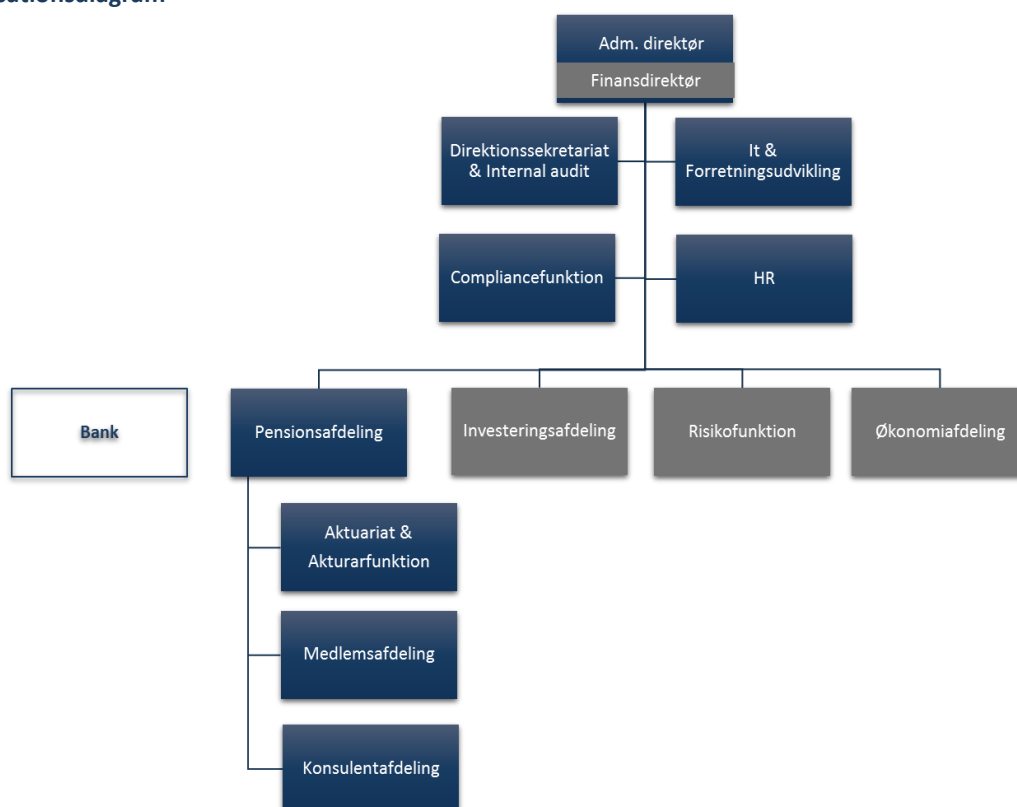 Adm. direktør
Finansdirektør
Direktionssekretariat
& Internal audit
It &
Forretningsudvikling
Compliancefunktion
HR
Bank
Pensionsafdeling
Investeringsafdeling
Risikofunktion
Økonomiafdeling
Aktuariat &
Akturarfunktion
Medlemsafdeling
Konsulentafdeling